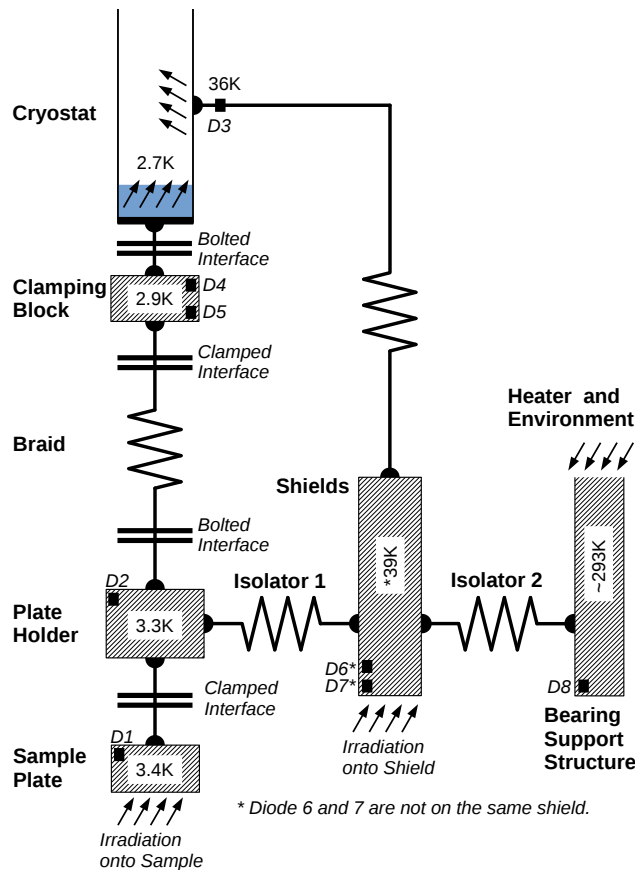 36K
Cryostat
D3
2.7K
Bolted
Interface
Clamping
Block
2.9K
D4
D5
Clamped
Interface
Heater and
Environment
Braid
Shields
Bolted
Interface
*39K
~293K
D2
Isolator 1
Isolator 2
Plate
Holder
3.3K
D6*
D7*
D8
Clamped
Interface
Bearing
Support
Structure
D1
Sample
Plate
3.4K
Irradiation
onto Shield
* Diode 6 and 7 are not on the same shield.
Irradiation
onto Sample